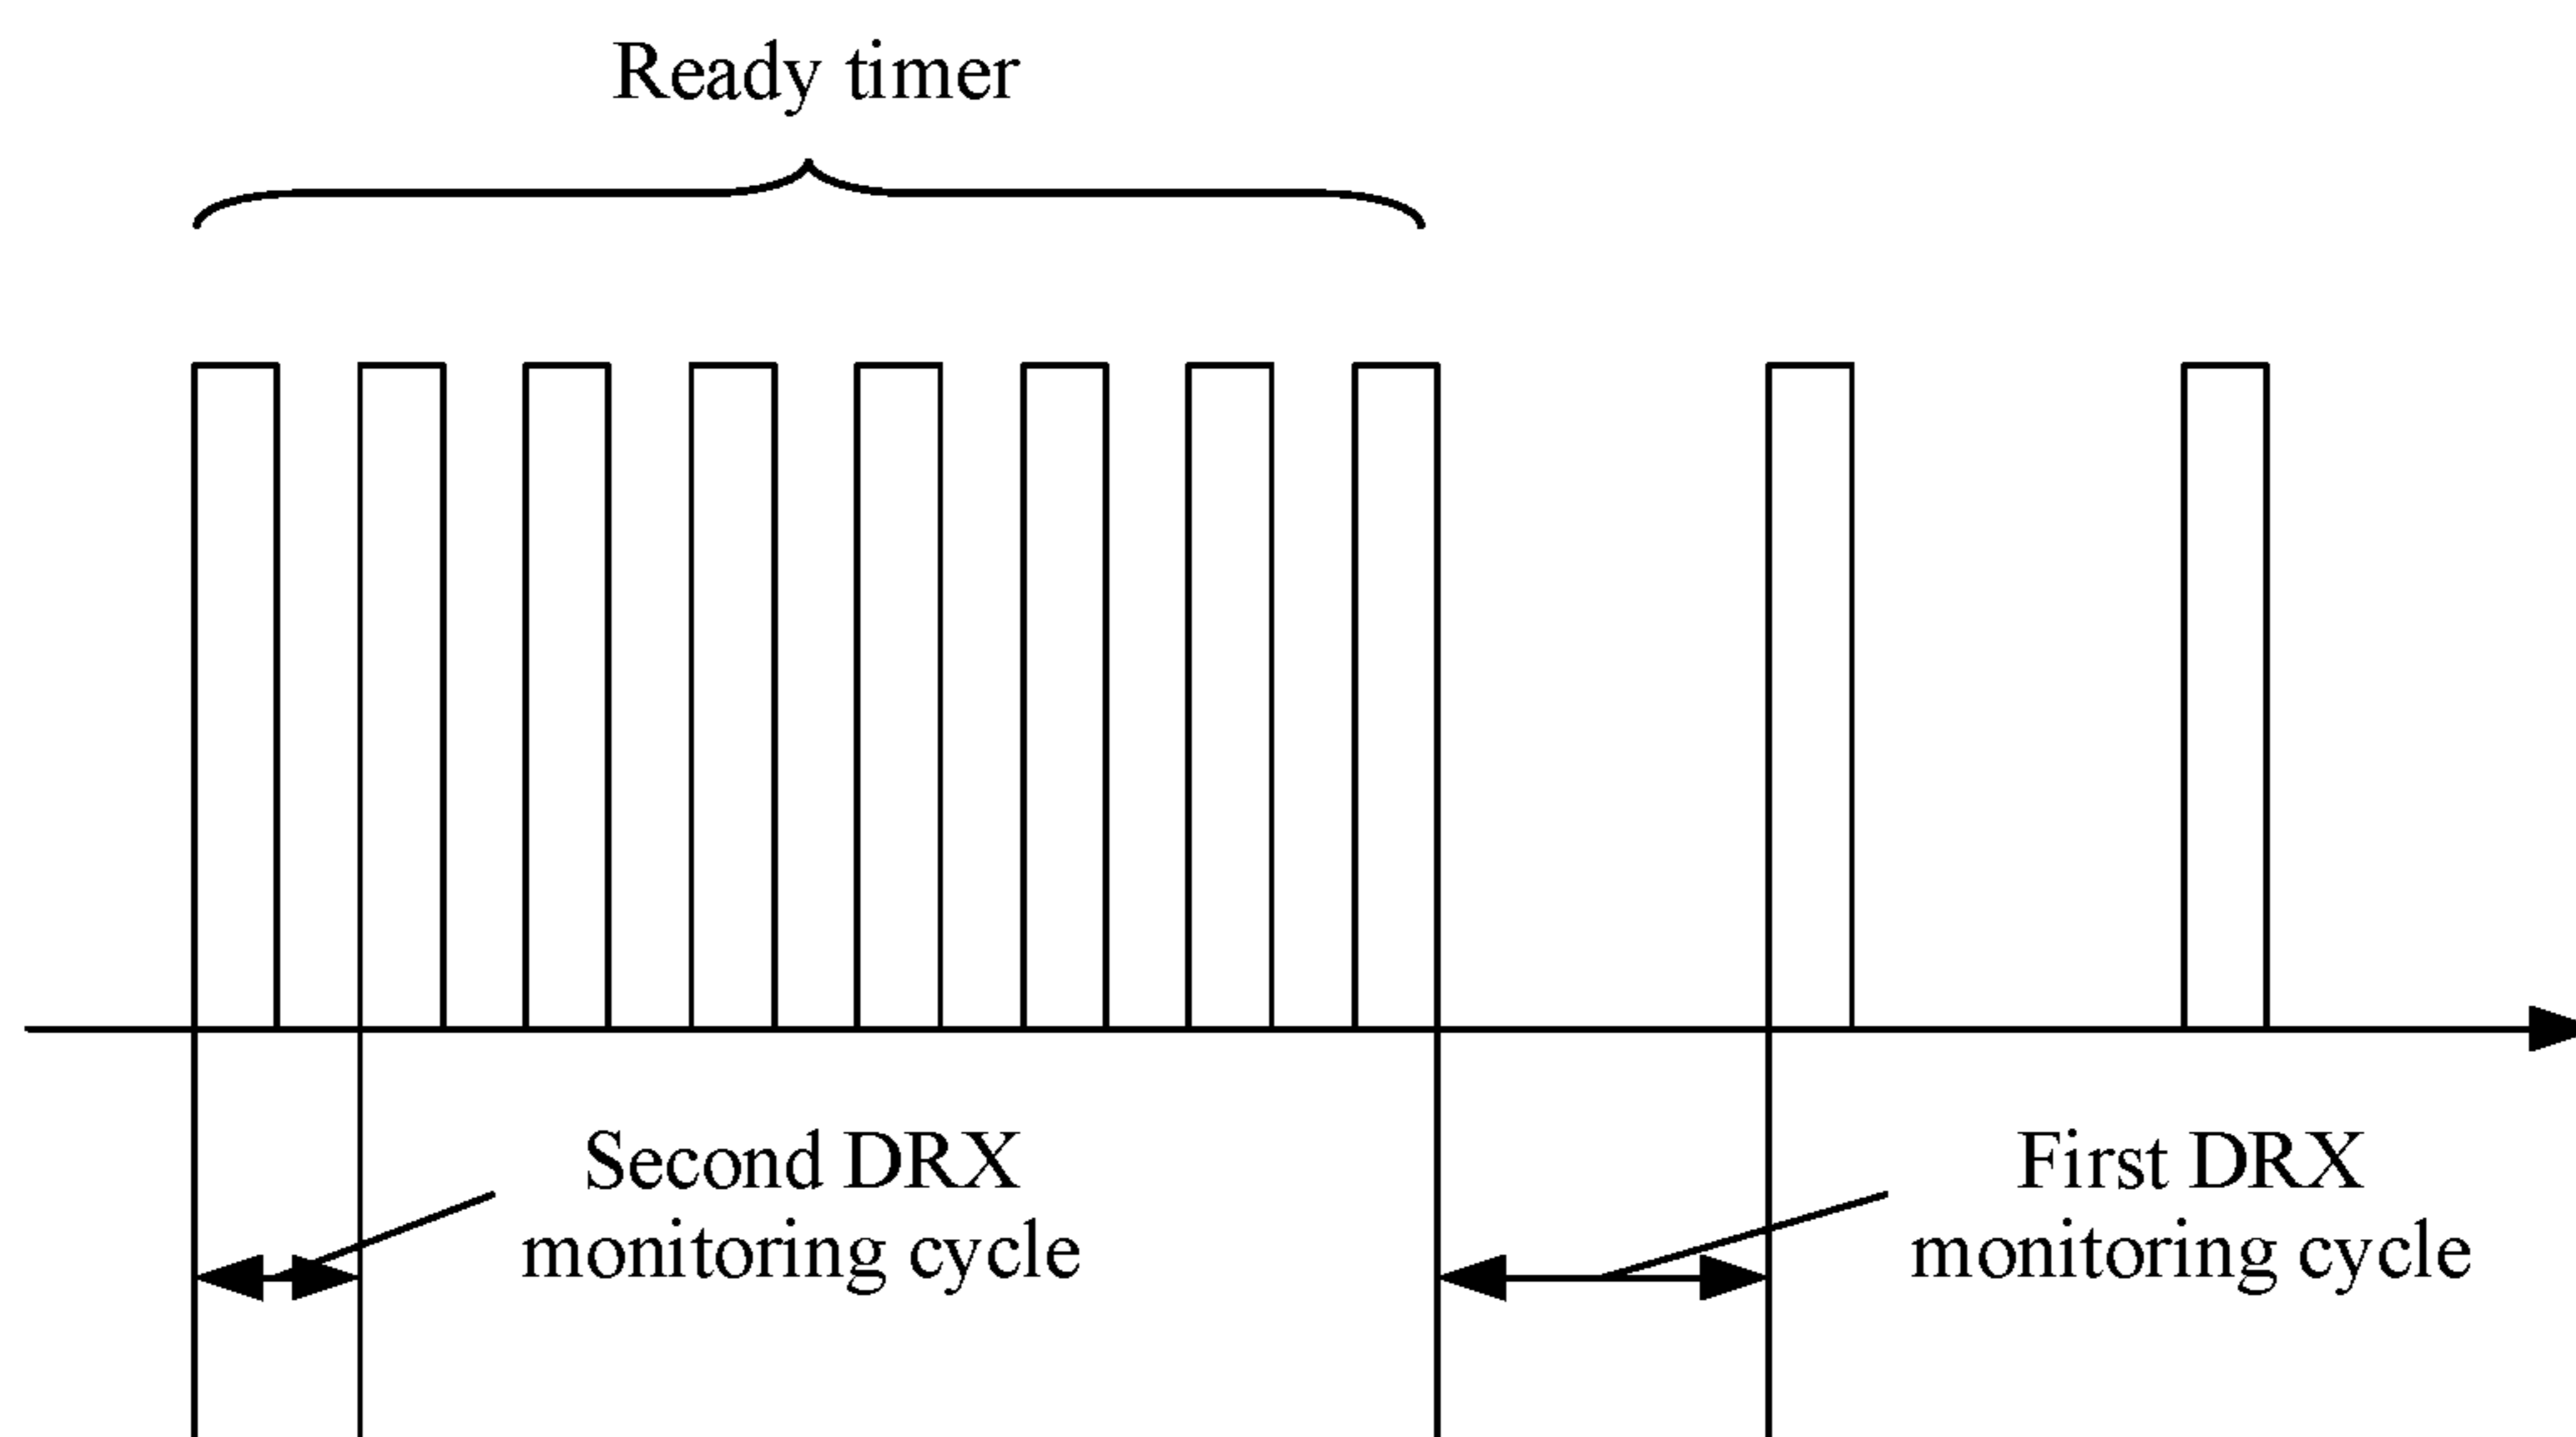 Ready timer
Second DRX
monitoring cycle
First DRX
monitoring cycle